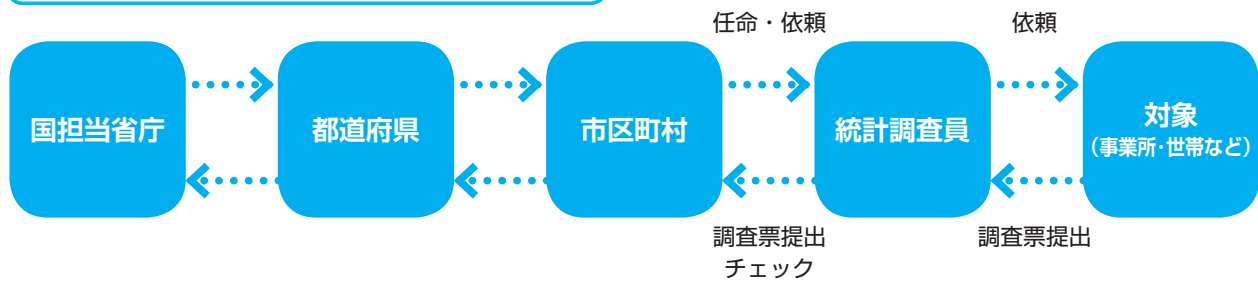 任命・依頼
依頼
国担当省庁
都道府県
市区町村
統計調査員
対象
(事業所・世帯など)
調査票提出
チェック
調査票提出